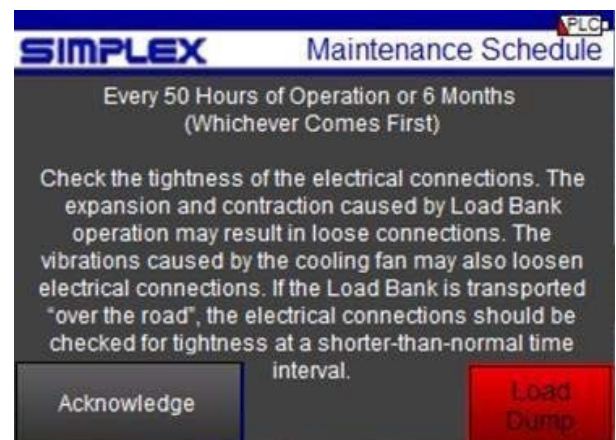 PLC
SIMPLEX Maintenance Schedule
Every 50 Hours of Operation or 6 Months
(Whichever Comes First)
Check the tightness of the electrical connections. The
expansion and contraction caused by Load Bank
operation may result in loose connections. The
vibrations caused by the cooling fan may also loosen
electrical connections. If the Load Bank is transported
"over the road", the electrical connections should be
checked for tightness at a shorter-than-normal time
interval.
Acknowledge
Load
Dump